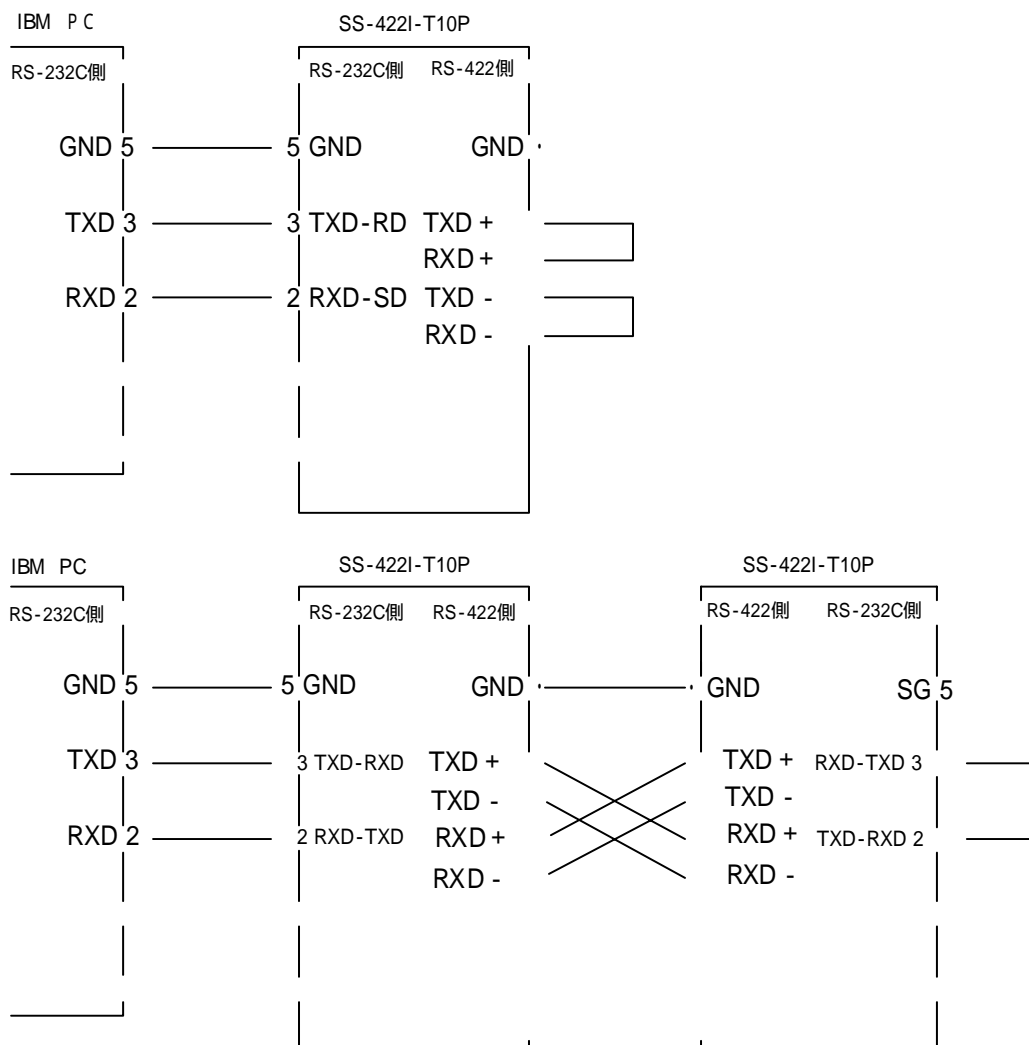 IBM PC SS-422I-T10P
RS-232C側 RS-232C側 RS-422側
GND 5 5 GND GND
TXD 3 3 TXD-RD TXD +
RXD +
RXD 2 2 RXD-SD TXD -
RXD -
IBM PC SS-422I-T10P SS-422I-T10P
RS-232C側 RS-232C側 RS-422側 RS-422側 RS-232C側
GND 5 5 GND GND GND SG 5
TXD 3 3 TXD-RXD TXD + TXD + RXD-TXD 3
TXD - TXD -
RXD 2 2 RXD-TXD RXD + RXD + TXD-RXD 2
RXD - RXD -